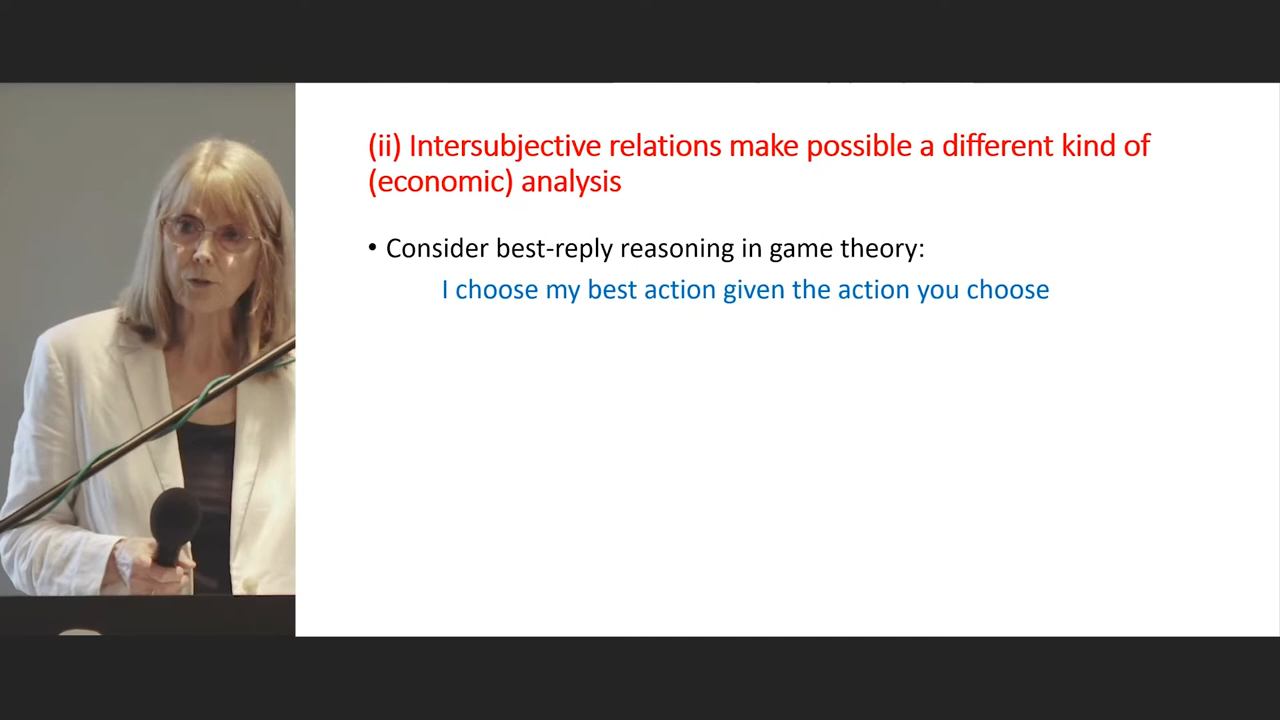 (ii) Intersubjective relations make possible a different kind of
(economic) analysis
• Consider best-reply reasoning in game theory:
I choose my best action given the action you choose